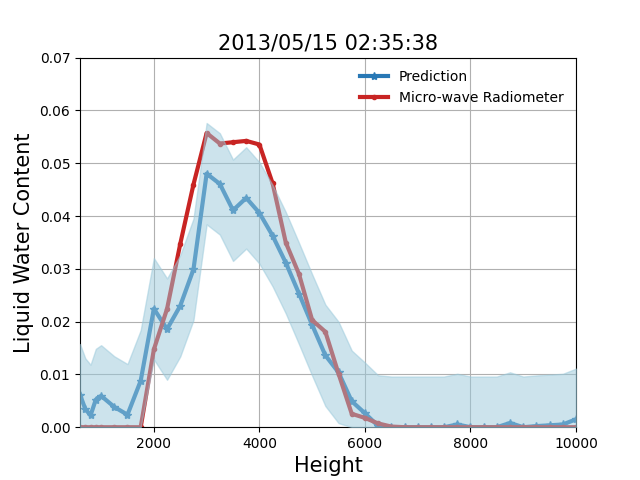 2013/05/15 02:35:38
0.07
0.06
0.05
0.04
0.03
0.02
0.01
0.00
Liquid Water Content
Prediction
Micro-wave Radiometer
2000 4000 6000 8000 10000
Height